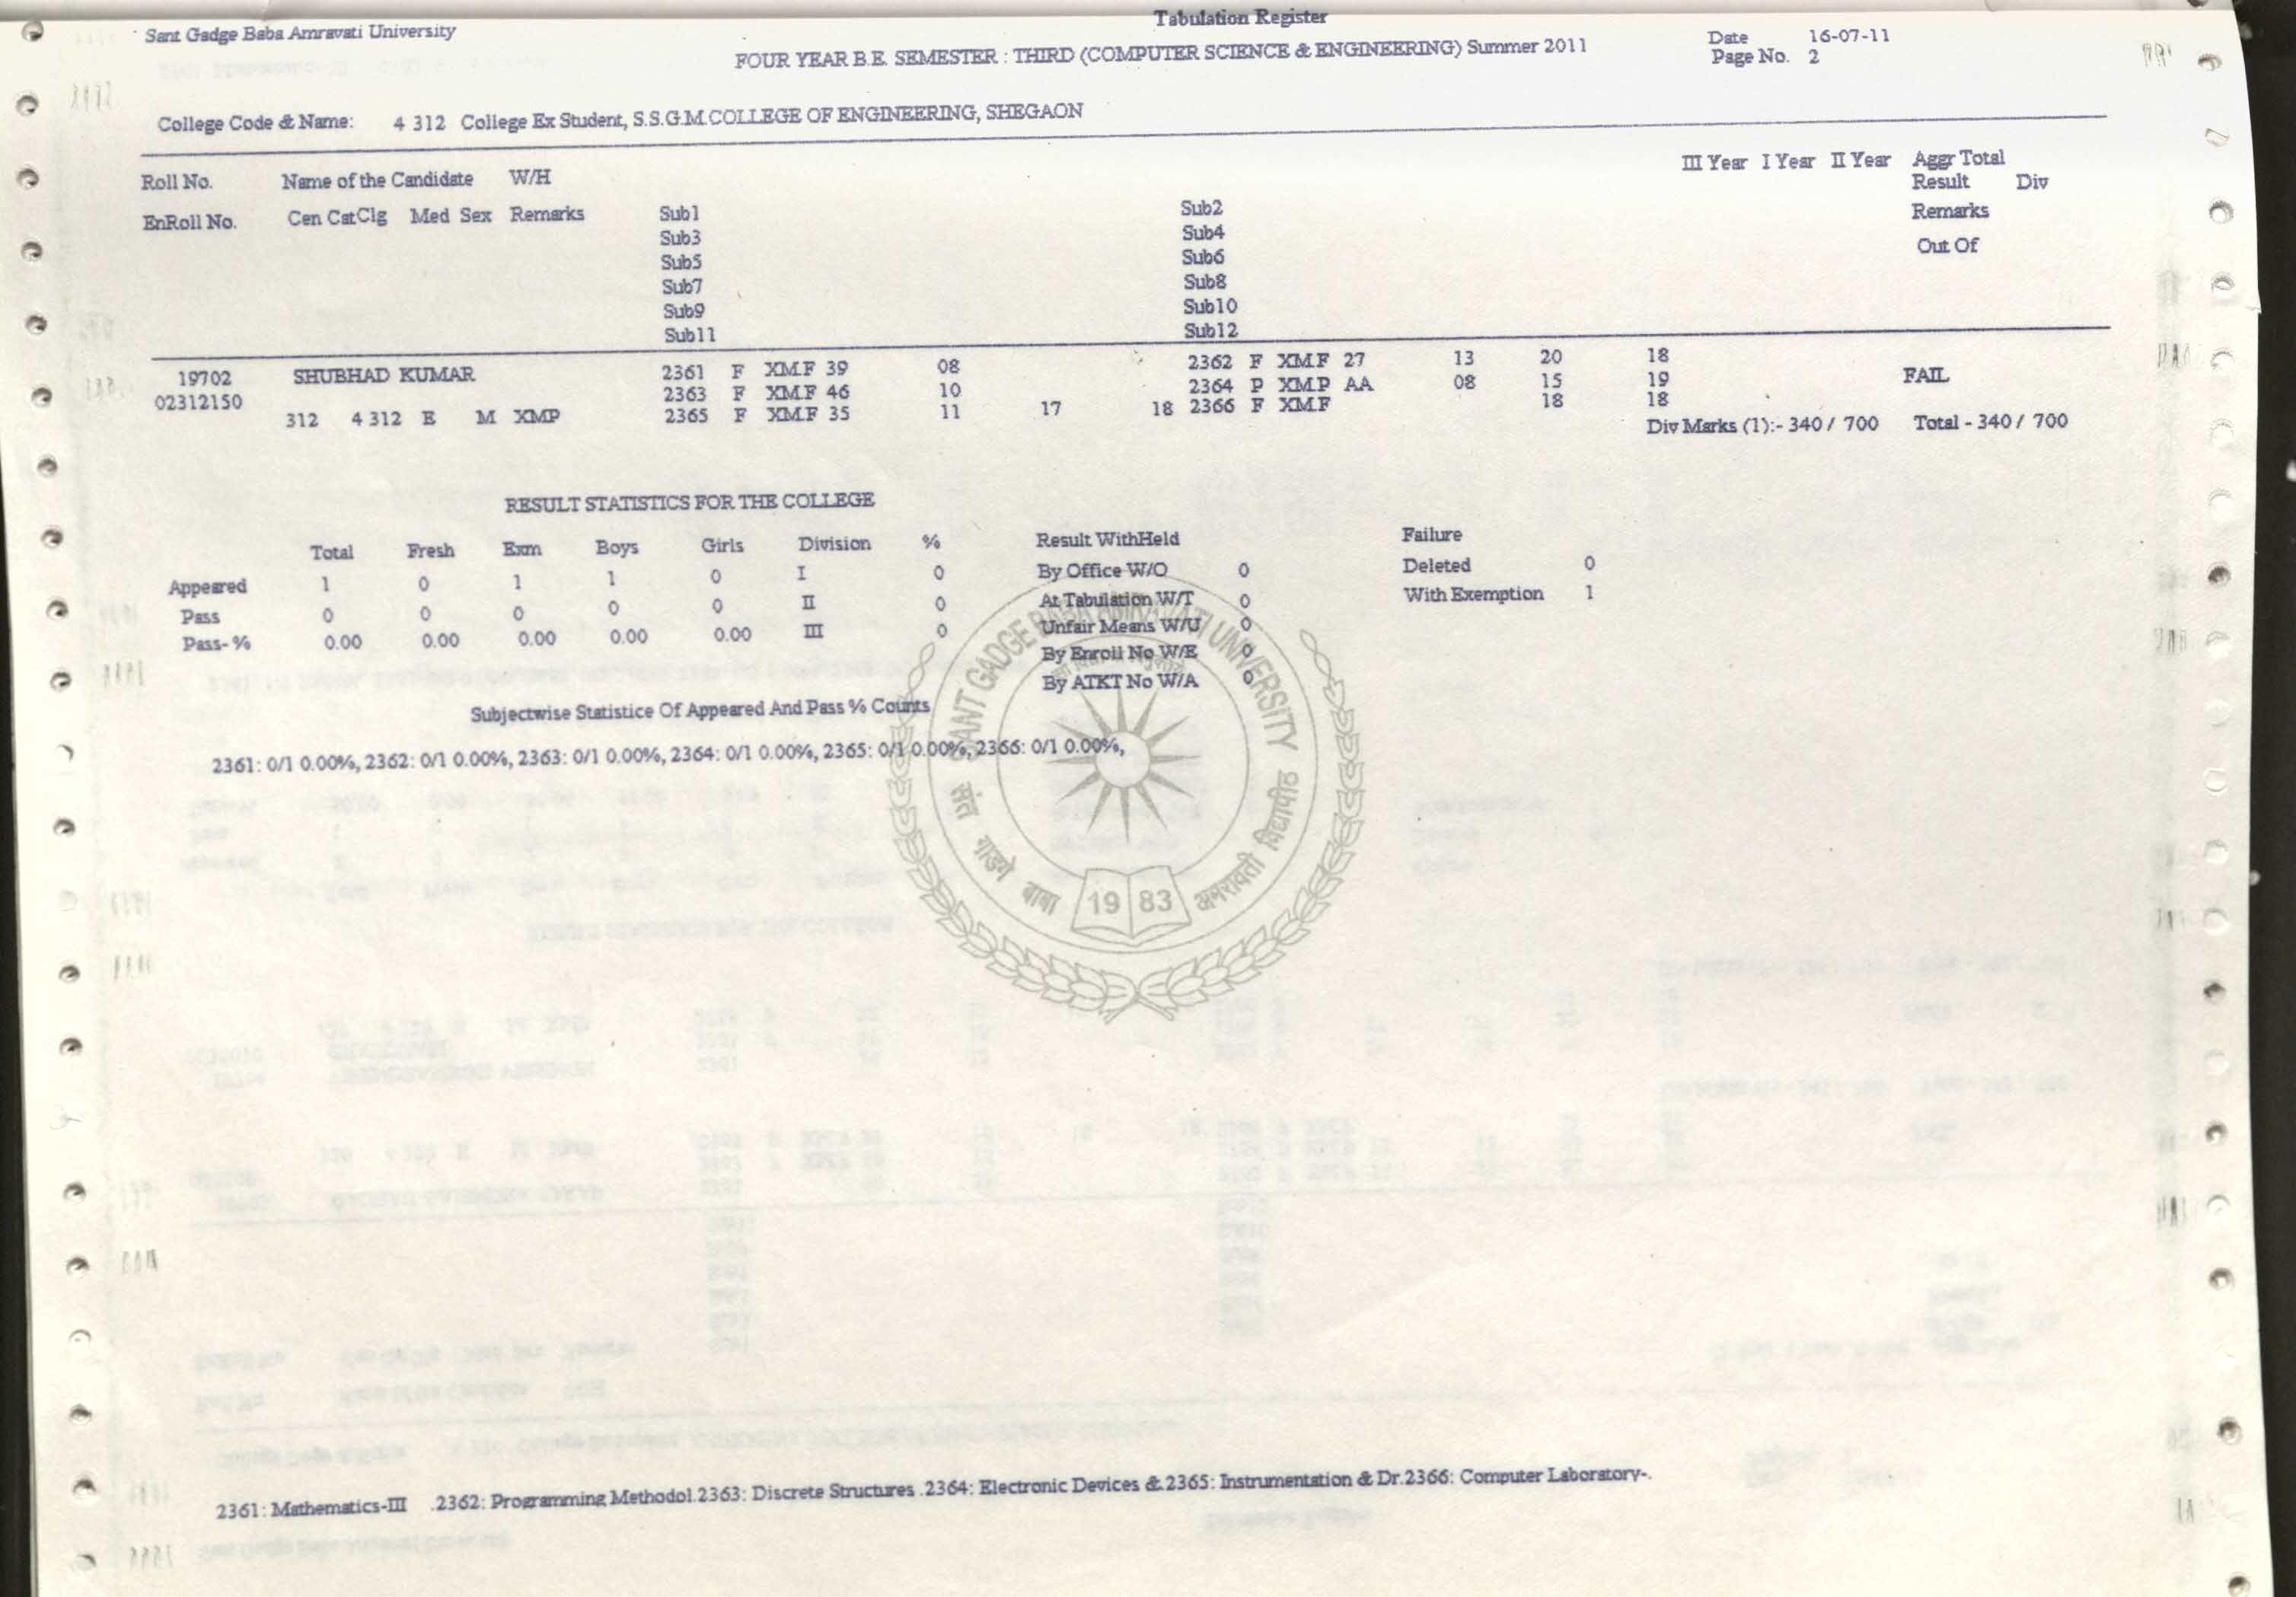 Tabulation Register
Sant Gadge Baba Amravati University
FOUR YEAR B.E. SEMESTER : THIRD (COMPUTER SCIENCE & ENGINEERING) Summer 2011
Date 16-07-11
Page No. 2
College Code & Name: 4 312 College Ex Student, S.S.G.M.COLLEGE OF ENGINEERING, SHEGAON
III Year I Year II Year Aggr Total
Roll No. Name of the Candidate W/H Result Div
EnRoll No. Cen Cat Clg Med Sex Remarks Sub1 Sub2 Remarks
Sub3 Sub4
Sub5 Sub6 Out Of
Sub7 Sub8
Sub9 Sub10
Sub11 Sub12
19702 SHUBHAD KUMAR 2361 F XM.F 39 08 2362 F XM.F 27 13 20 18
02312150 2363 F XM.F 46 10 2364 P XM.P AA 08 15 19 FAIL
312 4 312 E M XMP 2365 F XM.F 35 11 17 18 2366 F XM.F 18 18
Div Marks (1):- 340 / 700 Total - 340 / 700
RESULT STATISTICS FOR THE COLLEGE
Total Fresh Exm Boys Girls Division % Result WithHeld Failure
Appeared 1 0 1 1 0 I 0 By Office W/O 0 Deleted 0
Pass 0 0 0 0 0 II 0 At Tabulation W/T 0 With Exemption 1
Pass- % 0.00 0.00 0.00 0.00 0.00 III 0 Unfair Means W/U 0
By Enroll No W/E 0
By ATKT No W/A 0
Subjectwise Statistice Of Appeared And Pass % Counts
2361: 0/1 0.00%, 2362: 0/1 0.00%, 2363: 0/1 0.00%, 2364: 0/1 0.00%, 2365: 0/1 0.00%, 2366: 0/1 0.00%,
SANT GADGE BABA AMRAVATI UNIVERSITY
संत गाडगे बाबा अमरावती विद्यापीठ
19 83
2361: Mathematics-III .2362: Programming Methodol.2363: Discrete Structures .2364: Electronic Devices &.2365: Instrumentation & Dr.2366: Computer Laboratory-.